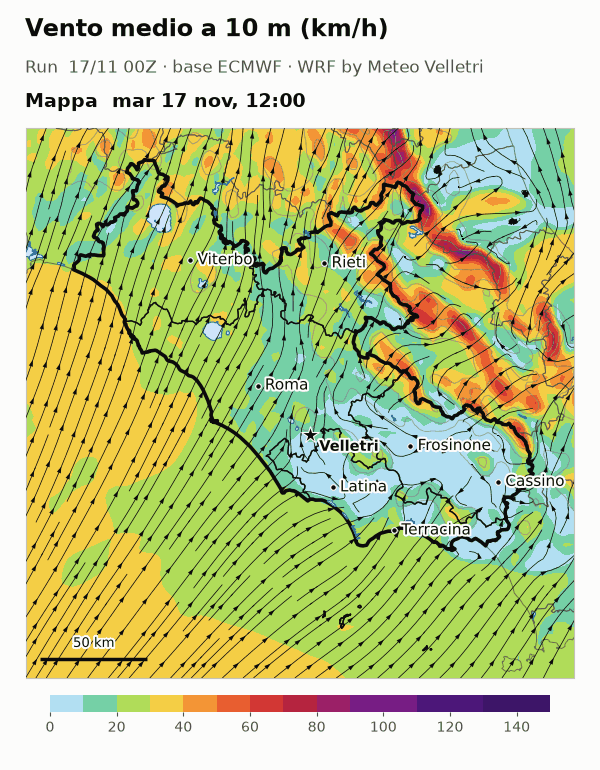 Vento medio a 10 m (km/h)
Run 17/11 00Z · base ECMWF · WRF by Meteo Velletri
Mappa mar 17 nov, 12:00
Viterbo
Rieti
Roma
Velletri
Frosinone
Cassino
Latina
Terracina
50 km
0 20 40 60 80 100 120 140